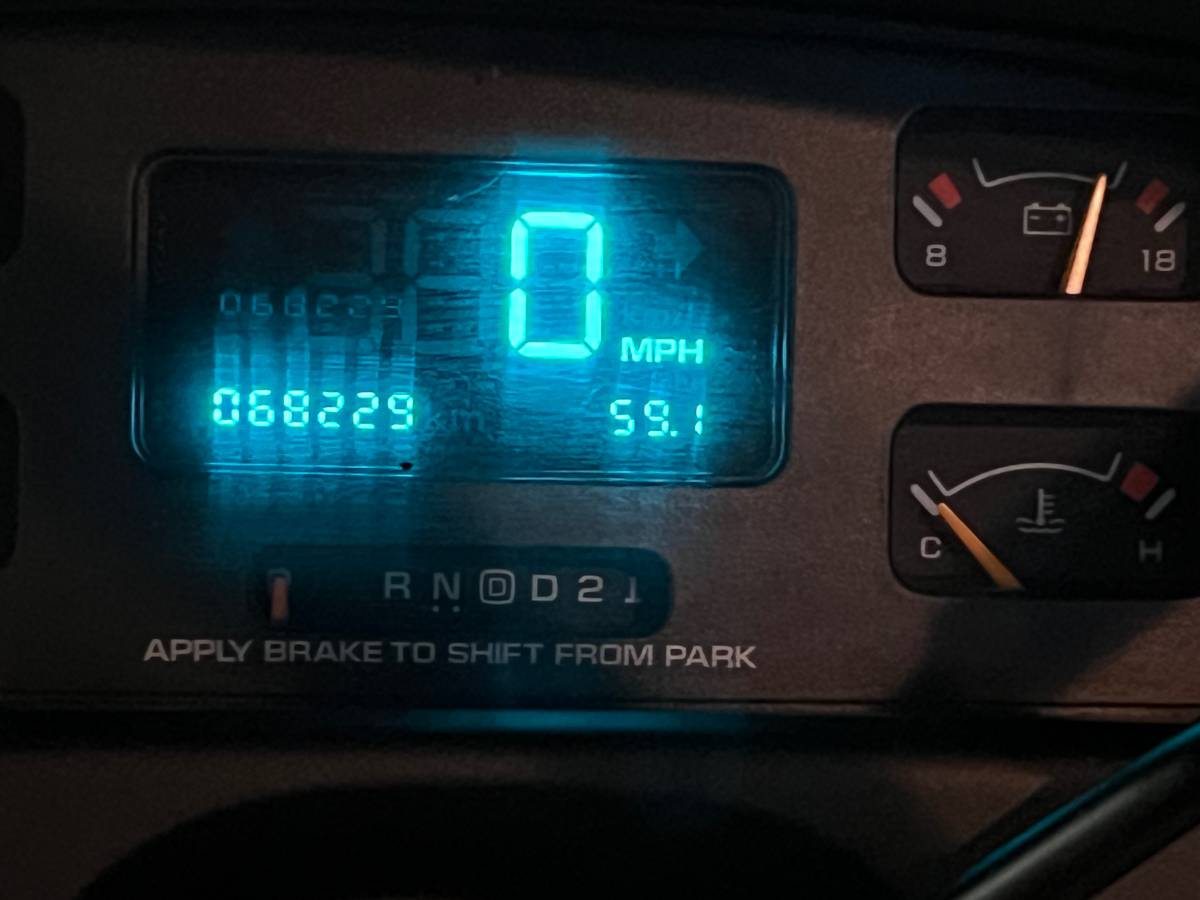 0
MPH
068229
59.1
8 18
C H
P R N D D 2 1
APPLY BRAKE TO SHIFT FROM PARK